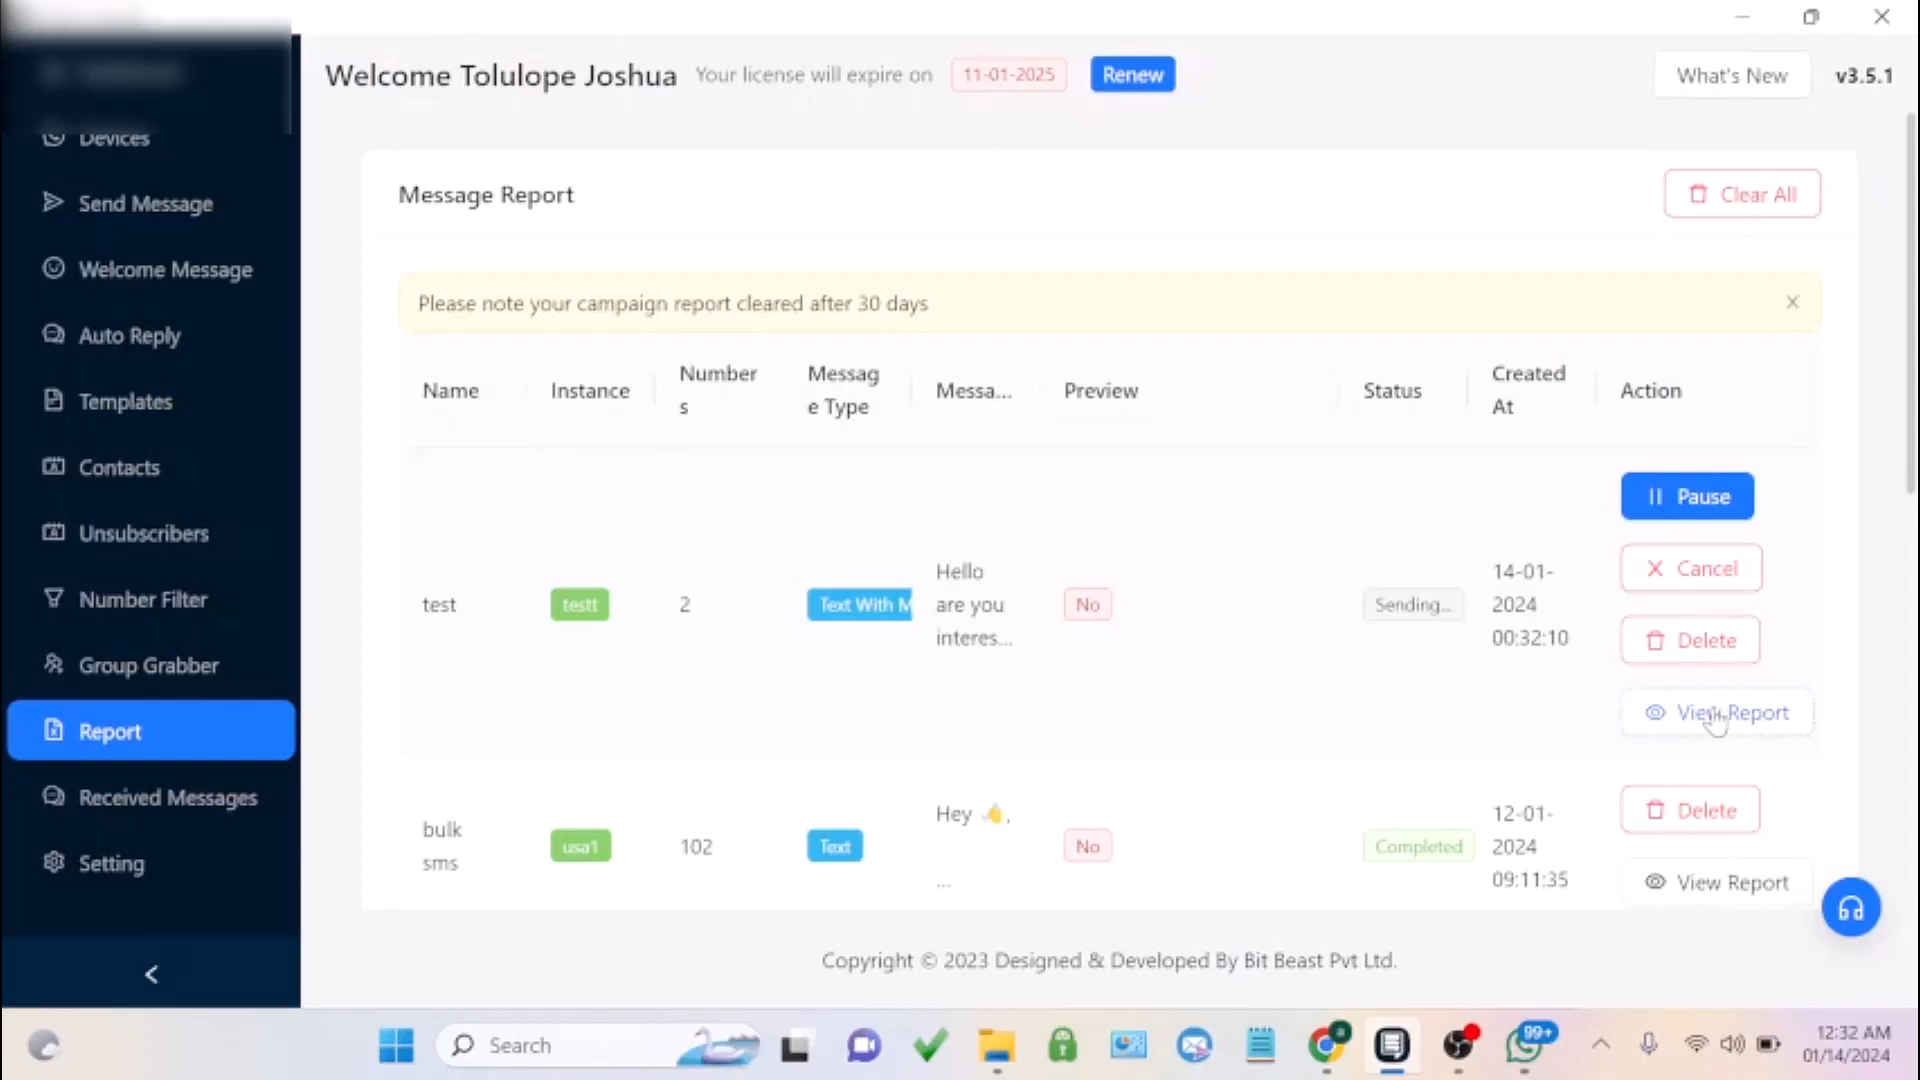 Welcome Tolulope Joshua Your license will expire on 11-01-2025 Renew What's New v3.5.1
Devices
Send Message
Welcome Message
Auto Reply
Templates
Contacts
Unsubscribers
Number Filter
Group Grabber
Report
Received Messages
Setting
Message Report Clear All
Please note your campaign report cleared after 30 days
Name Instance Number
s Messag
e Type Messa... Preview Status Created
At Action
test testt 2 Text With M Hello
are you
interes... No Sending... 14-01-
2024
00:32:10
Pause
Cancel
Delete
View Report
bulk
sms usa1 102 Text Hey 👋,
... No Completed 12-01-
2024
09:11:35
Delete
View Report
Copyright © 2023 Designed & Developed By Bit Beast Pvt Ltd.
Search 99+ 12:32 AM
01/14/2024